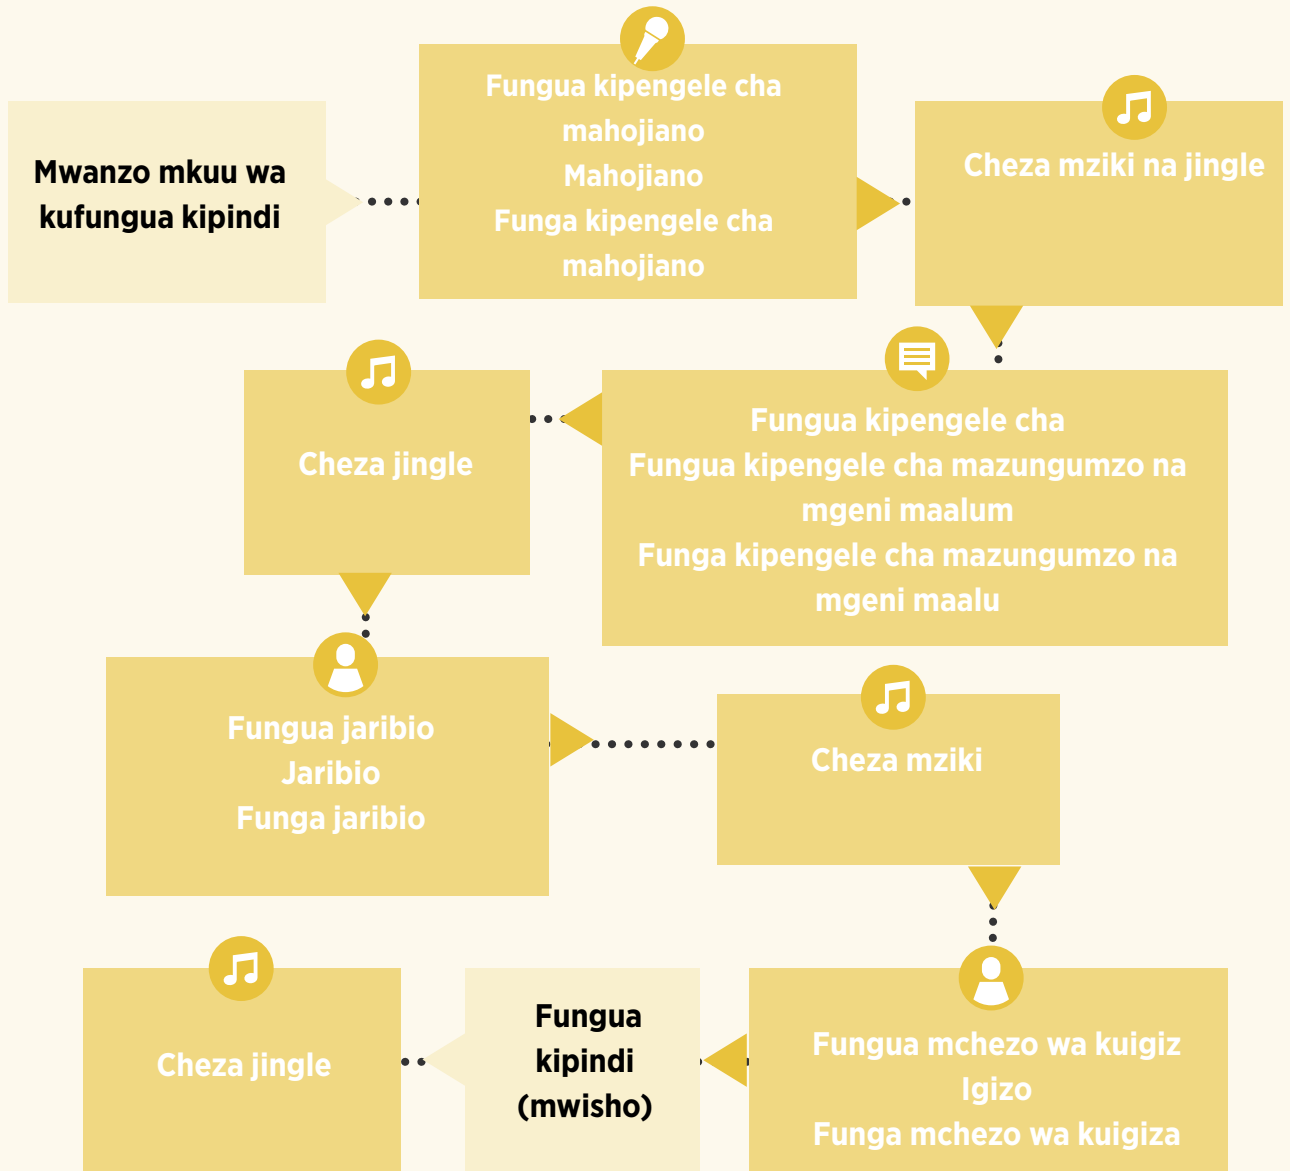 Mwanzo mkuu wa
kufungua kipindi
Fungua kipengele cha
mahojiano
Mahojiano
Funga kipengele cha
mahojiano
Cheza mziki na jingle
Fungua kipengele cha
Fungua kipengele cha mazungumzo na
mgeni maalum
Funga kipengele cha mazungumzo na
mgeni maalu
Cheza jingle
Fungua jaribio
Jaribio
Funga jaribio
Cheza mziki
Fungua mchezo wa kuigiz
Igizo
Funga mchezo wa kuigiza
Fungua
kipindi
(mwisho)
Cheza jingle